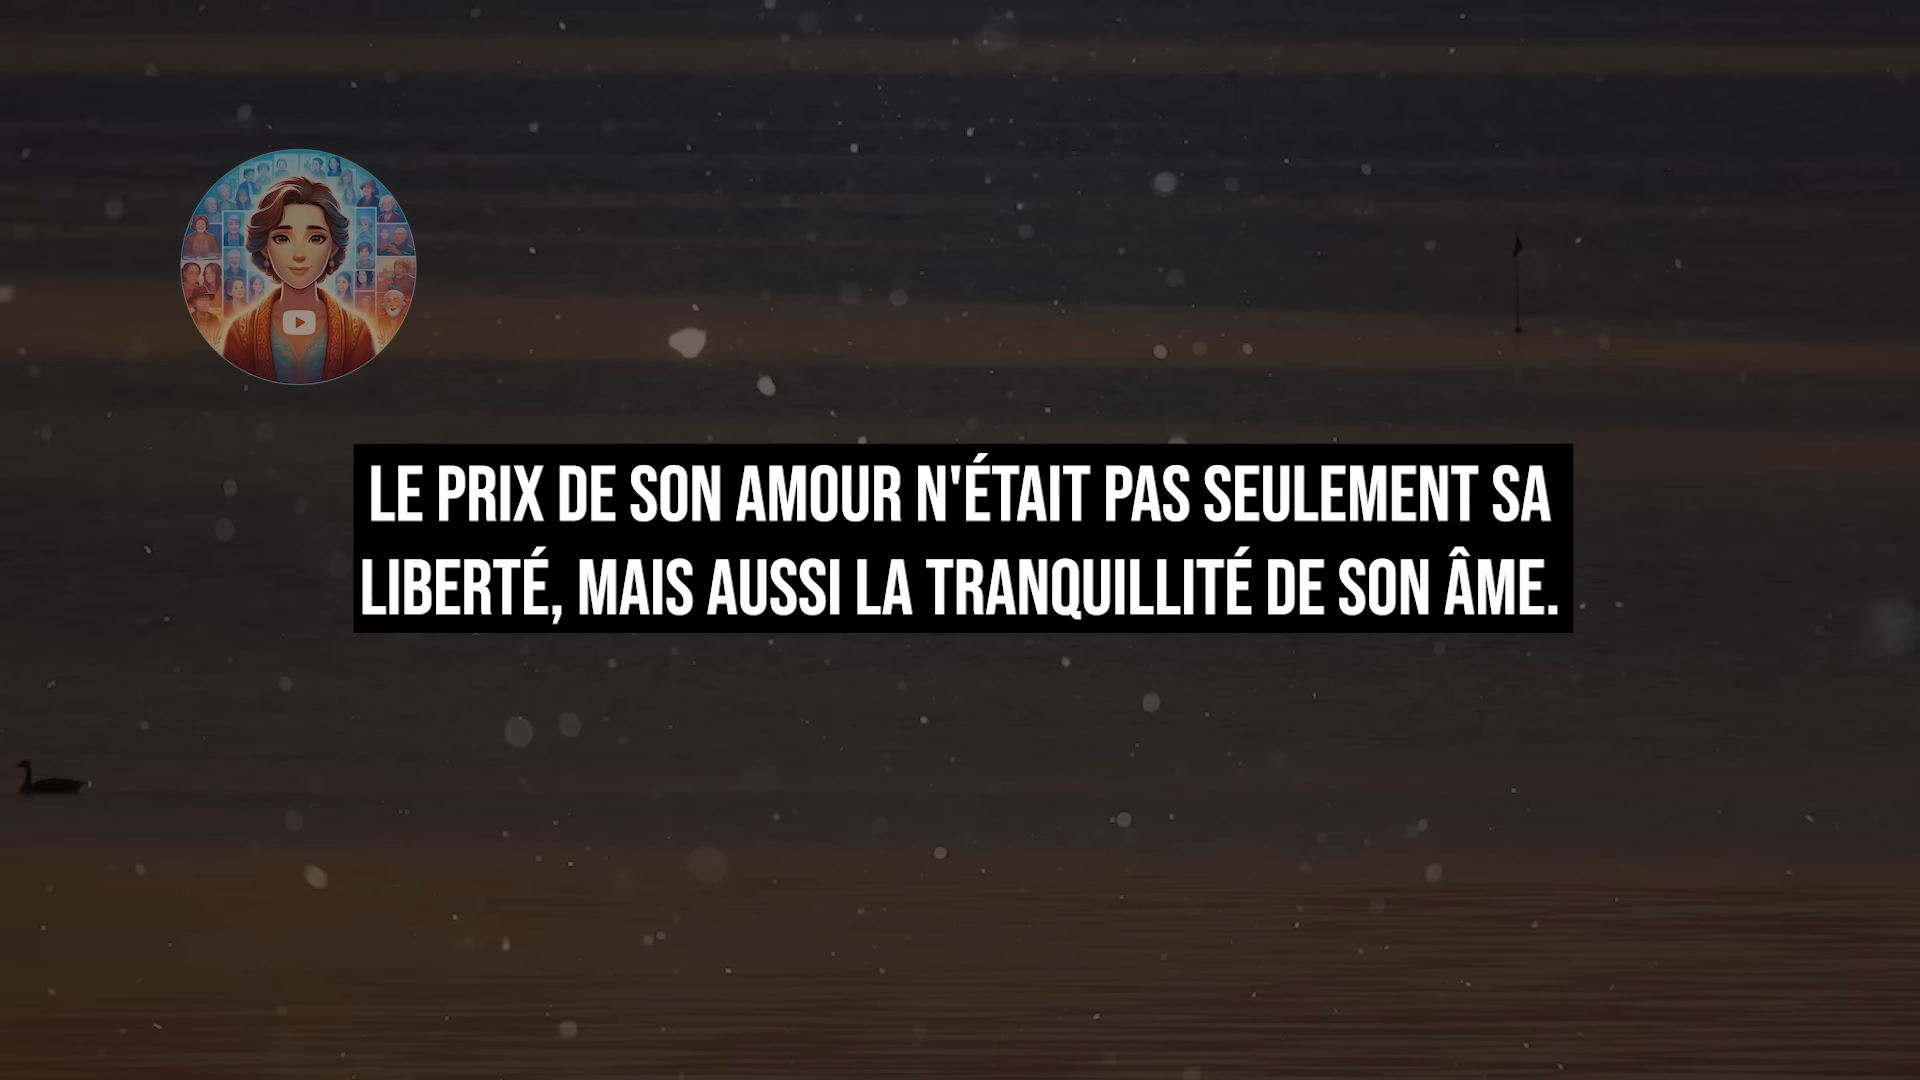 LE PRIX DE SON AMOUR N'ÉTAIT PAS SEULEMENT SA
LIBERTÉ, MAIS AUSSI LA TRANQUILLITÉ DE SON ÂME.